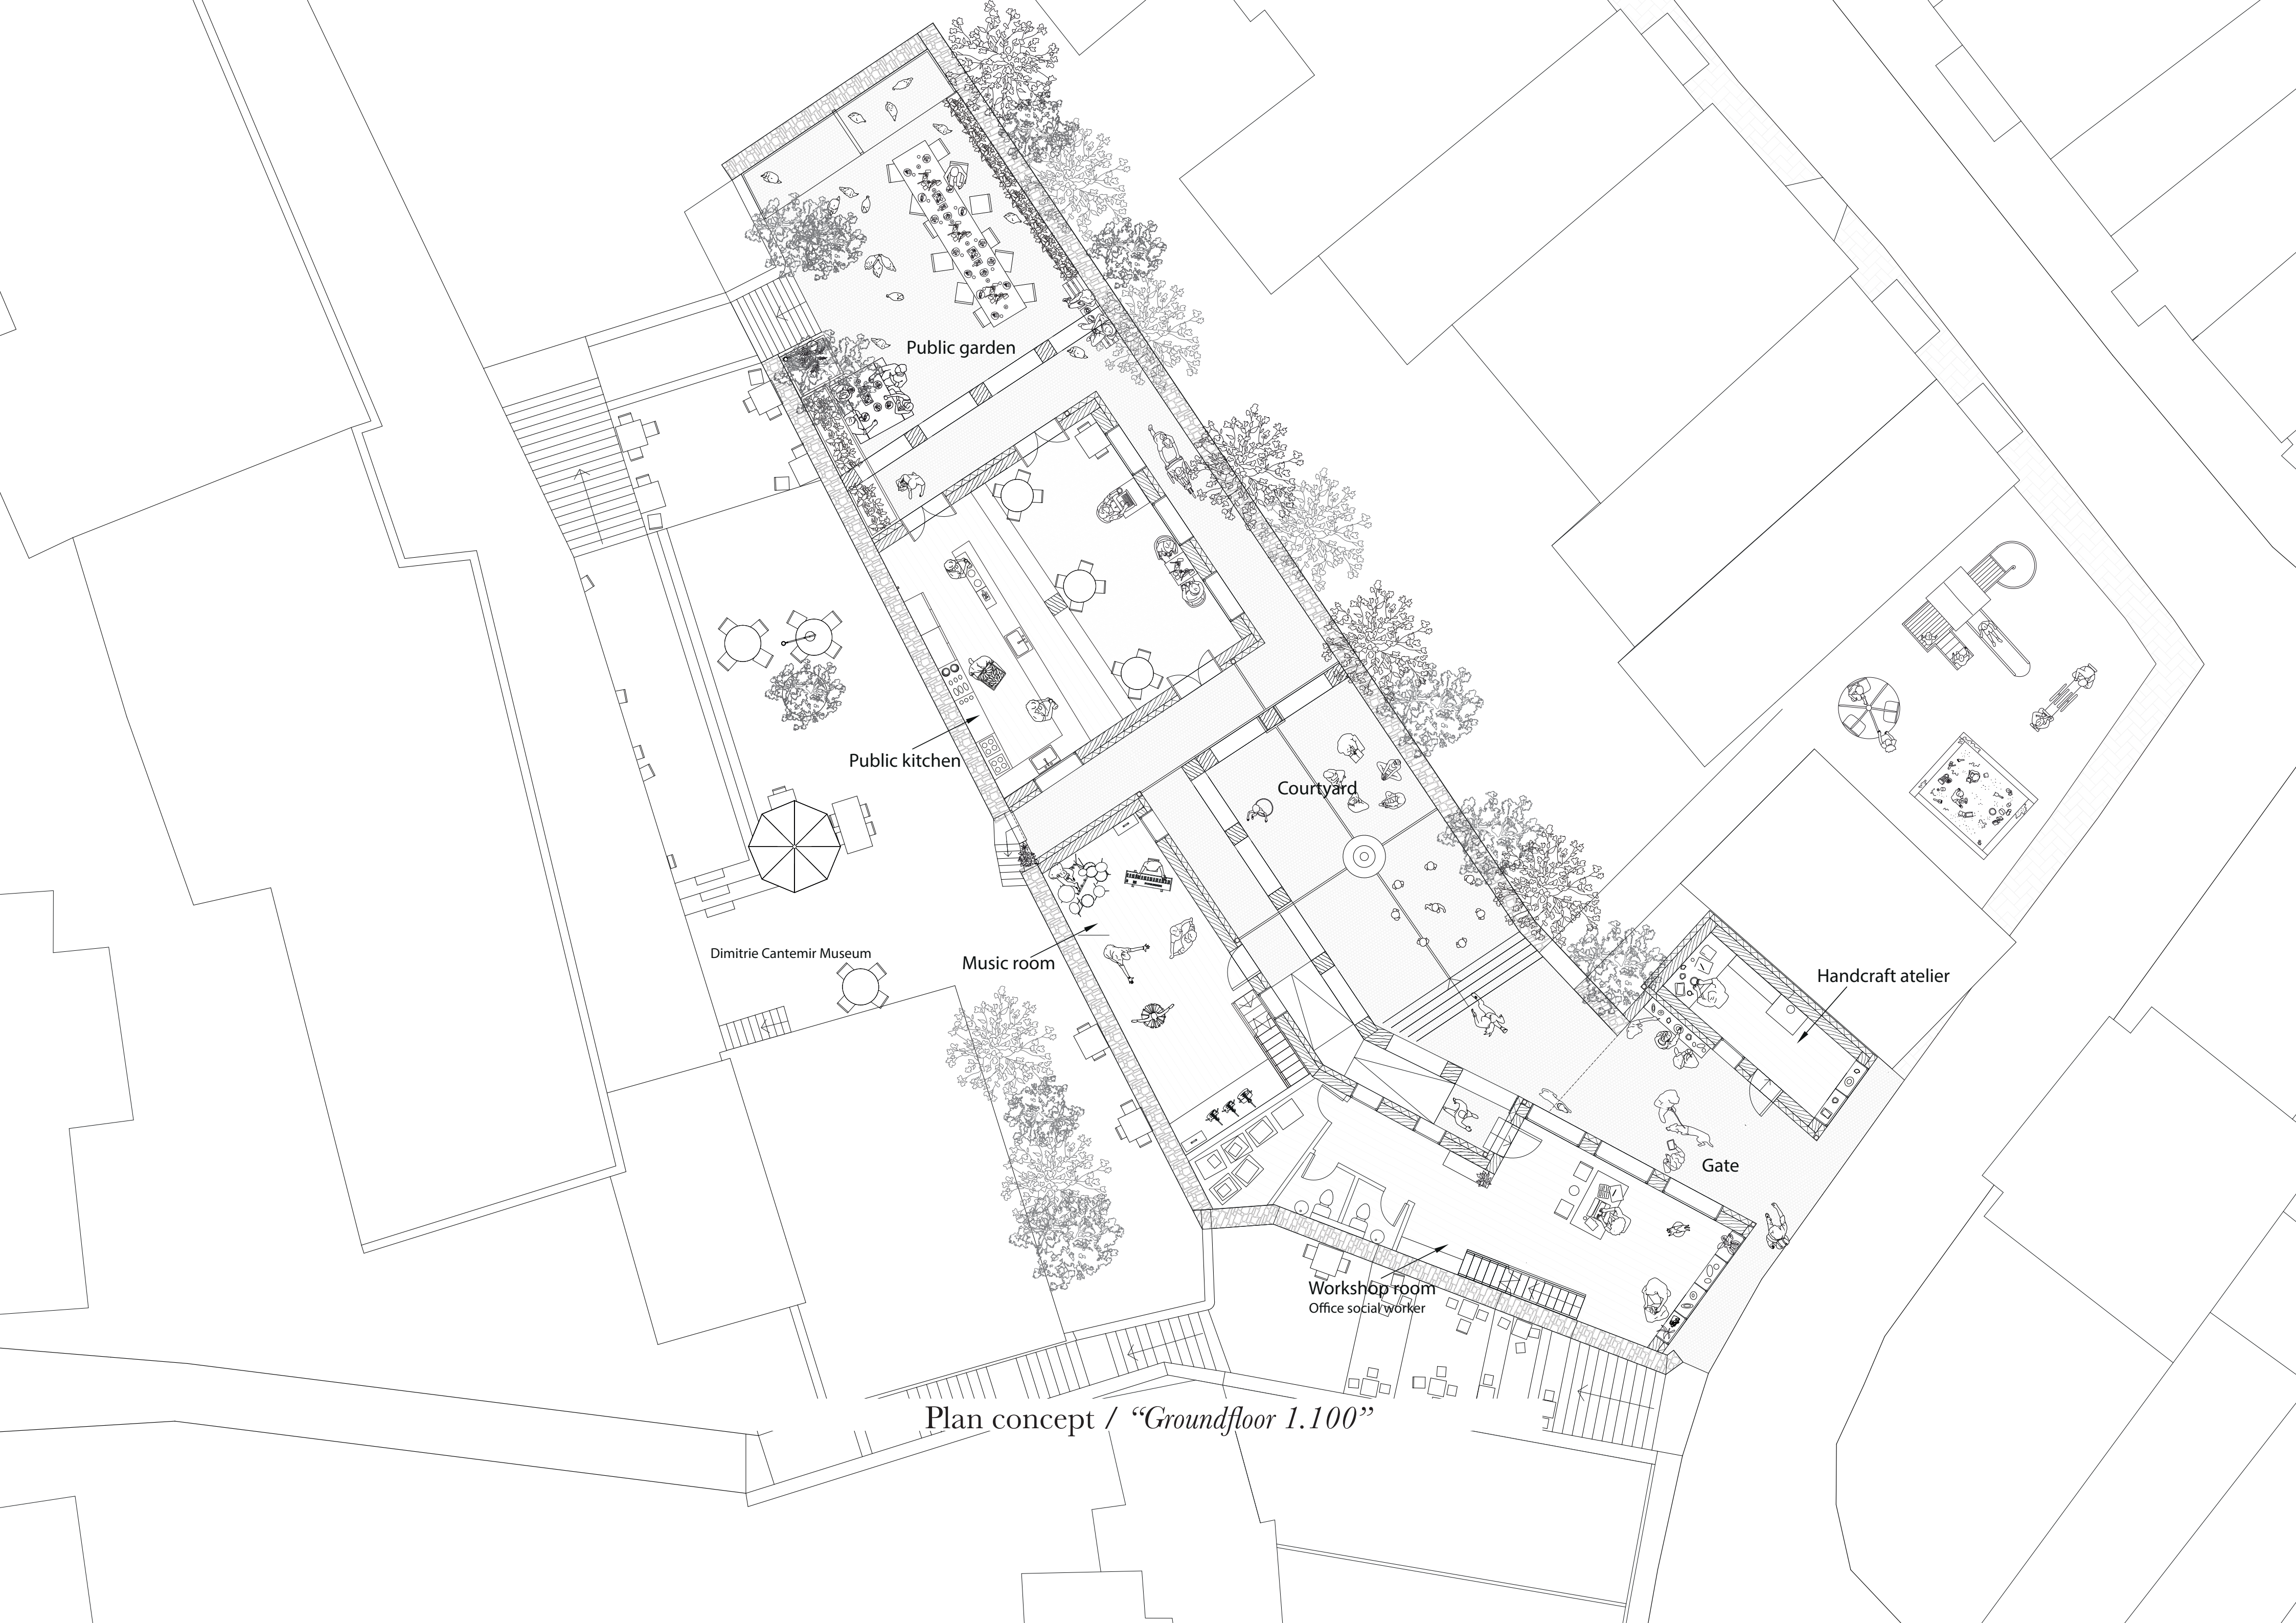 Public garden
Public kitchen
Courtyard
Dimitrie Cantemir Museum
Music room
Handcraft atelier
Gate
Workshop room
Office social worker
Plan concept / “Groundfloor 1.100”